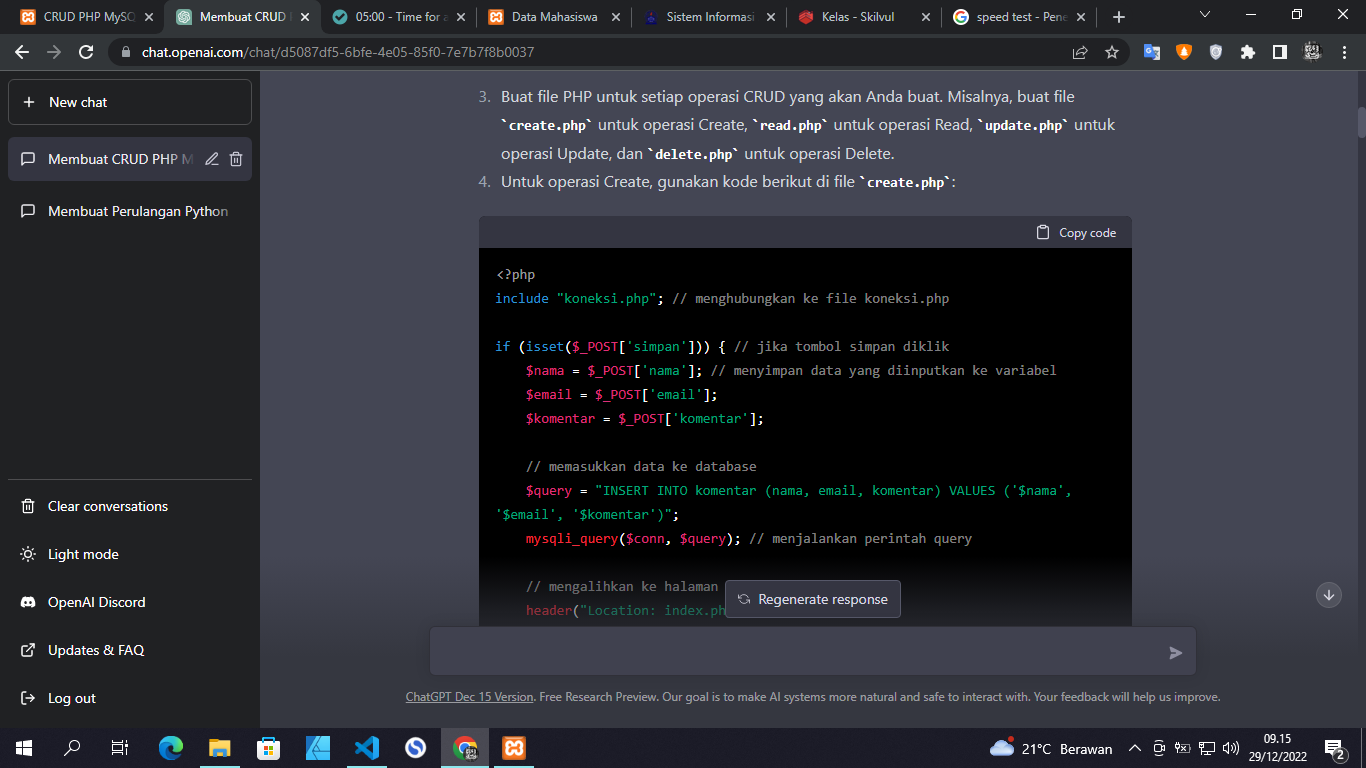 CRUD PHP MySQ
Membuat CRUD
05:00 - Time for a
Data Mahasiswa
Sistem Informasi
Kelas - Skilvul
speed test - Pene
chat.openai.com/chat/d5087df5-6bfe-4e05-85f0-7e7b7f8b0037
New chat
Membuat CRUD PHP M
Membuat Perulangan Python
Clear conversations
Light mode
OpenAI Discord
Updates & FAQ
Log out
3. Buat file PHP untuk setiap operasi CRUD yang akan Anda buat. Misalnya, buat file
`create.php` untuk operasi Create, `read.php` untuk operasi Read, `update.php` untuk
operasi Update, dan `delete.php` untuk operasi Delete.
4. Untuk operasi Create, gunakan kode berikut di file `create.php`:
Copy code
<?php
include "koneksi.php"; // menghubungkan ke file koneksi.php
if (isset($_POST['simpan'])) { // jika tombol simpan diklik
$nama = $_POST['nama']; // menyimpan data yang diinputkan ke variabel
$email = $_POST['email'];
$komentar = $_POST['komentar'];
// memasukkan data ke database
$query = "INSERT INTO komentar (nama, email, komentar) VALUES ('$nama',
'$email', '$komentar')";
mysqli_query($conn, $query); // menjalankan perintah query
// mengalihkan ke halaman
header("Location: index.ph
Regenerate response
ChatGPT Dec 15 Version. Free Research Preview. Our goal is to make AI systems more natural and safe to interact with. Your feedback will help us improve.
21°C Berawan
09.15
29/12/2022
2